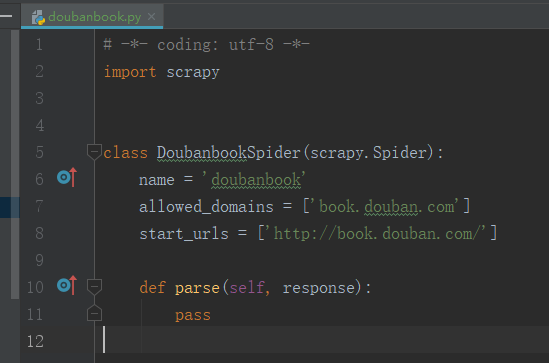 doubanbook.py
1 # -*- coding: utf-8 -*-
2 import scrapy
3
4
5 class DoubanbookSpider(scrapy.Spider):
6 name = 'doubanbook'
7 allowed_domains = ['book.douban.com']
8 start_urls = ['http://book.douban.com/']
9
10 def parse(self, response):
11 pass
12